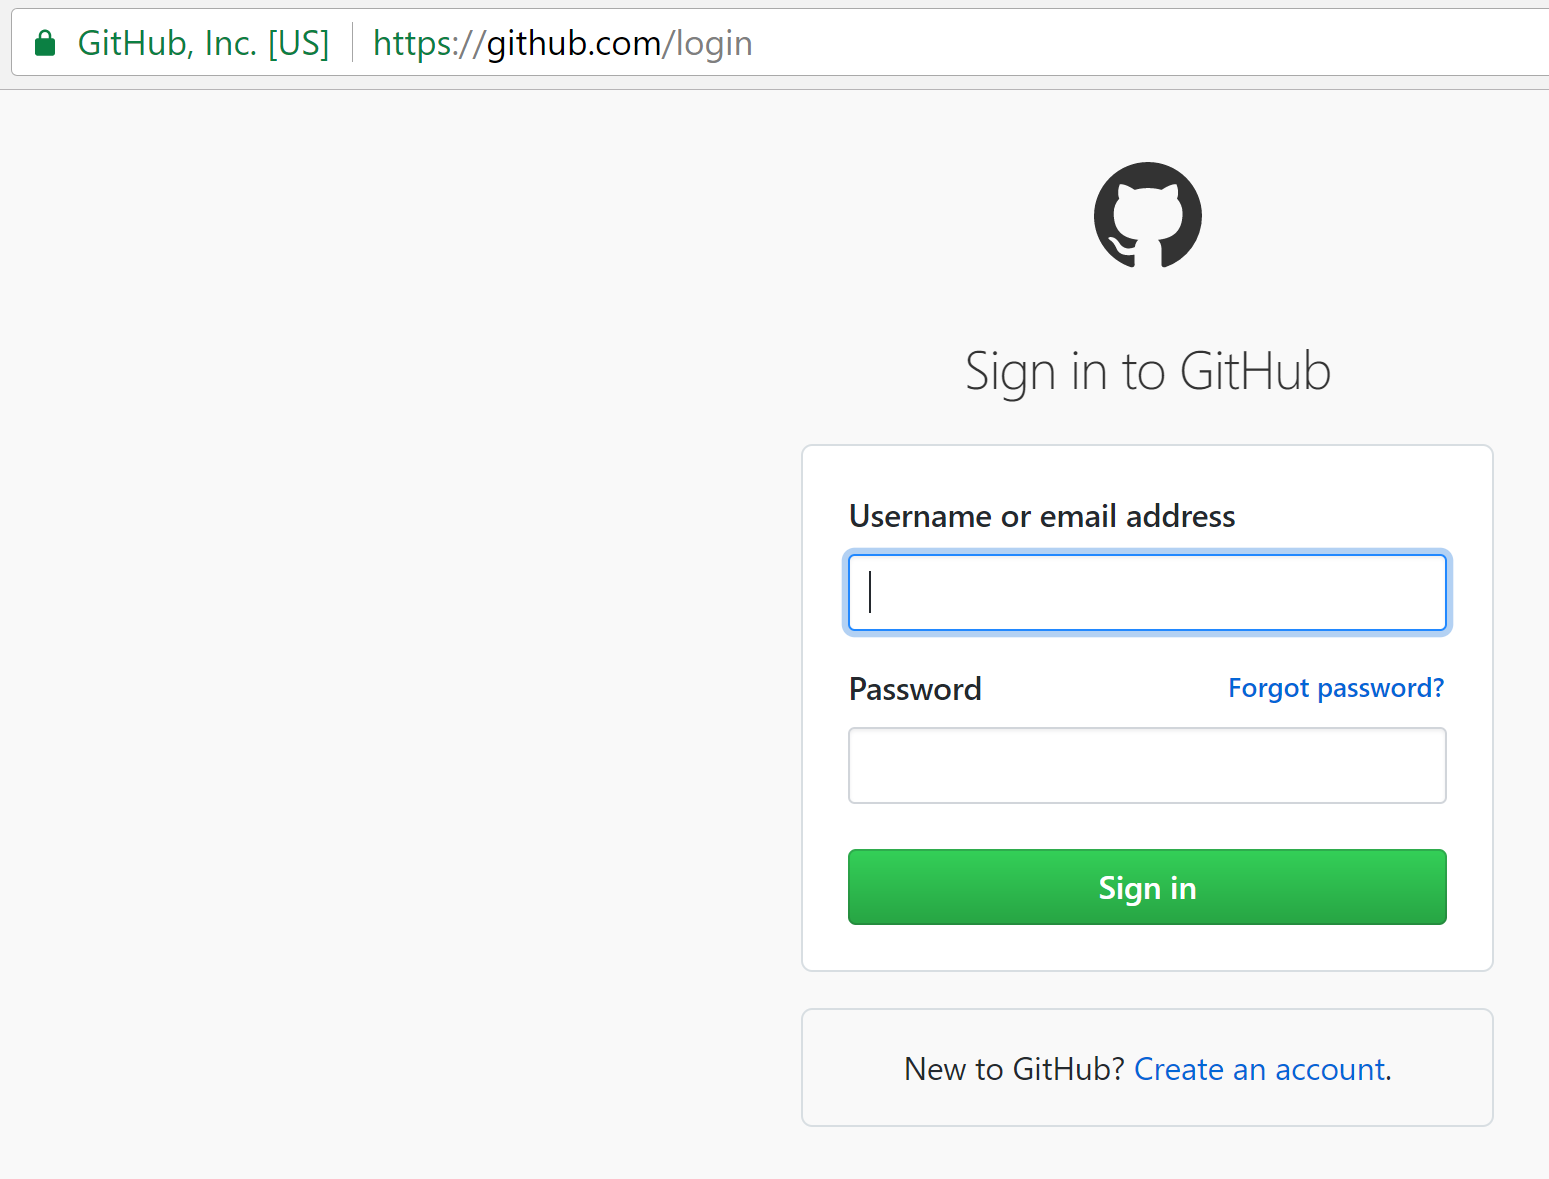 GitHub, Inc. [US] https://github.com/login
Sign in to GitHub
Username or email address
Password Forgot password?
Sign in
New to GitHub? Create an account.